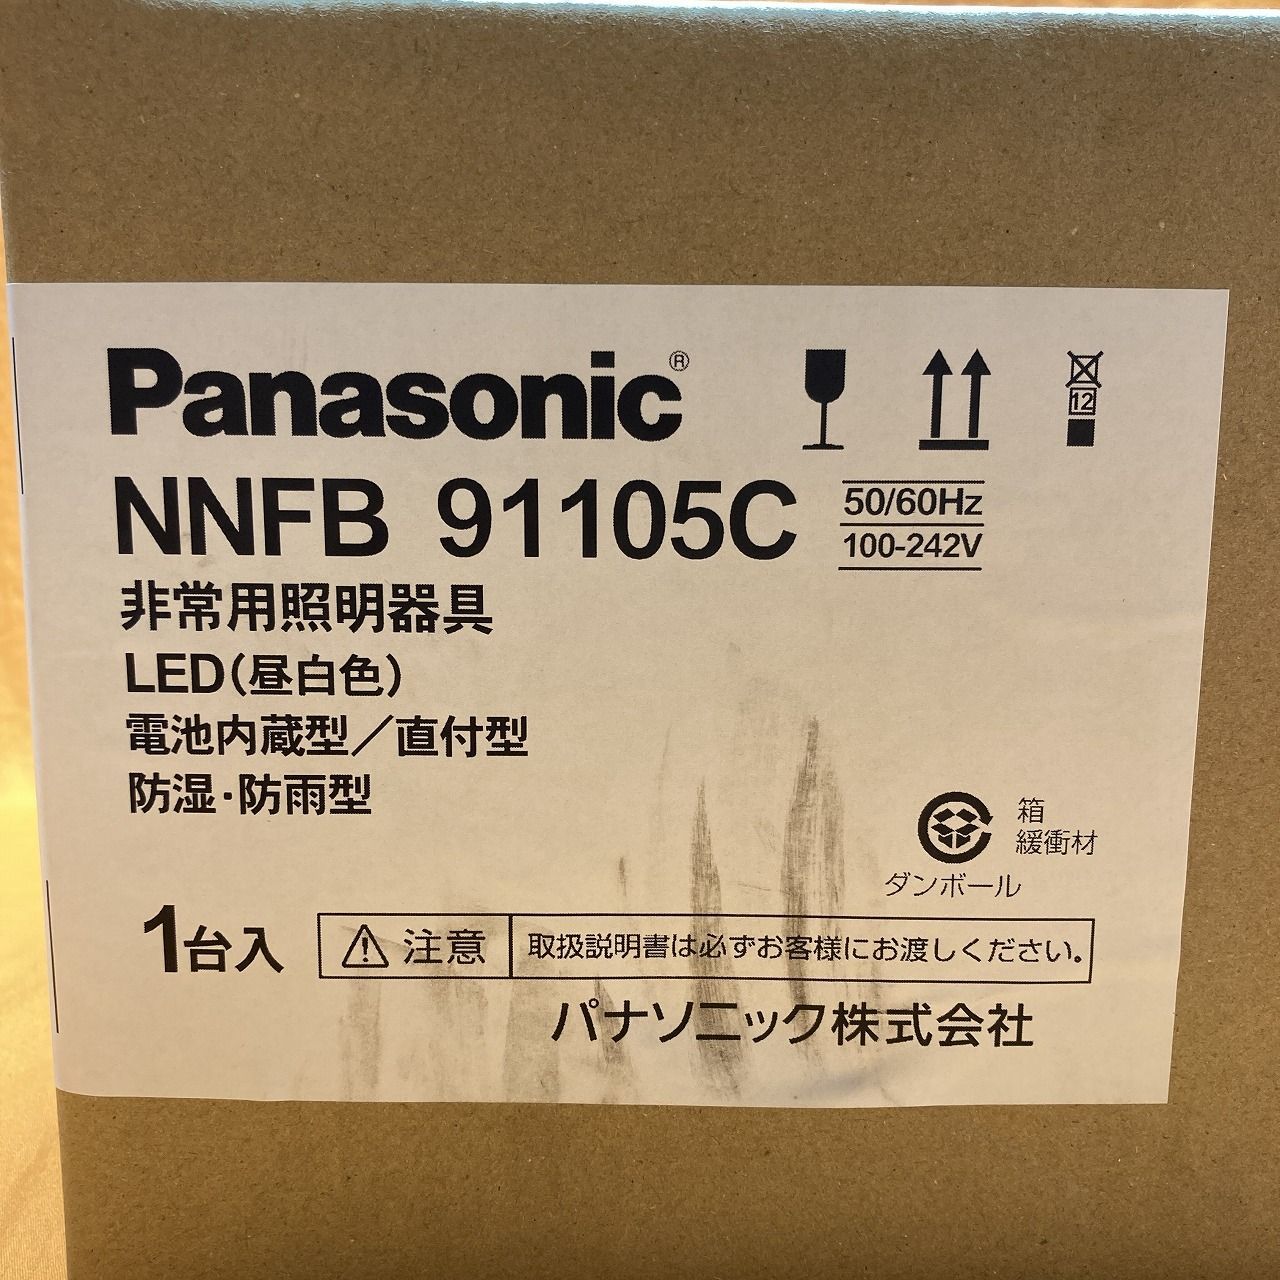 Panasonic®
12
NNFB 91105C
50/60Hz
100-242V
非常用照明器具
LED(昼白色)
電池内蔵型/直付型
防湿・防雨型
箱
緩衝材
ダンボール
1台入
注意
取扱説明書は必ずお客様にお渡しください。
パナソニック株式会社